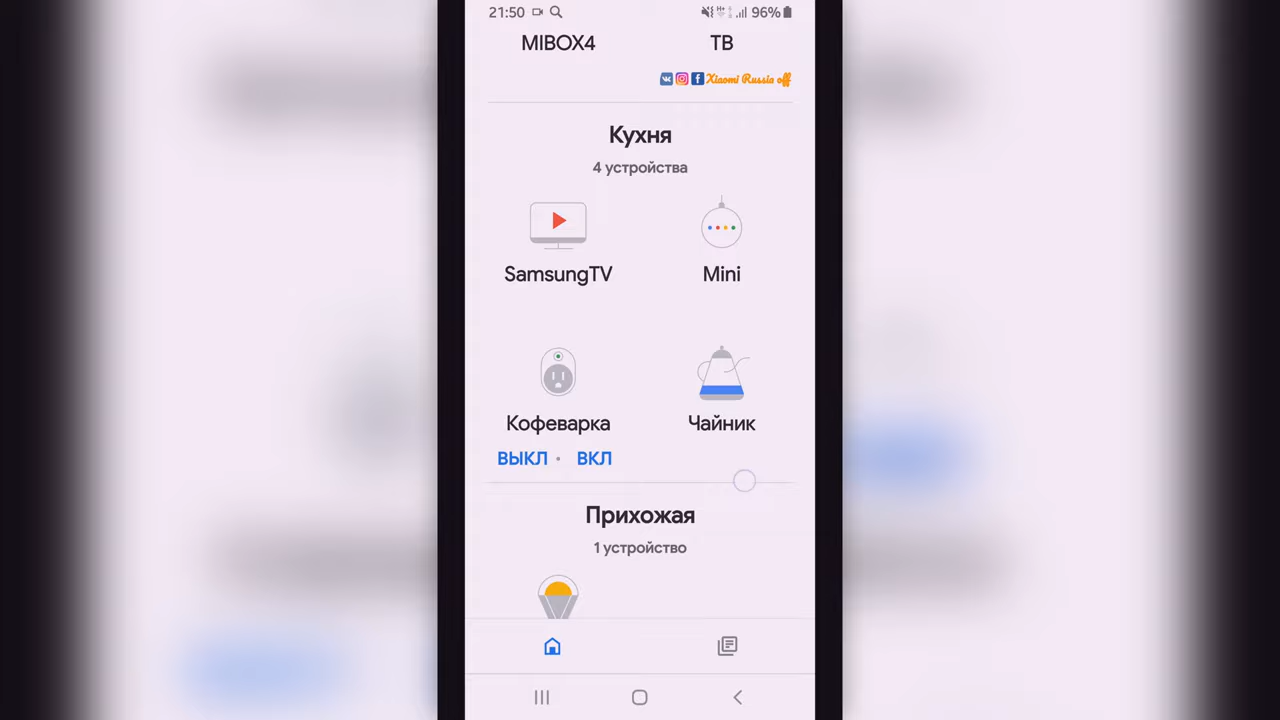 21:50 96%
MIBOX4 ТВ
Xiaomi Russia off
Кухня
4 устройства
SamsungTV Mini
Кофеварка Чайник
ВЫКЛ • ВКЛ
Прихожая
1 устройство